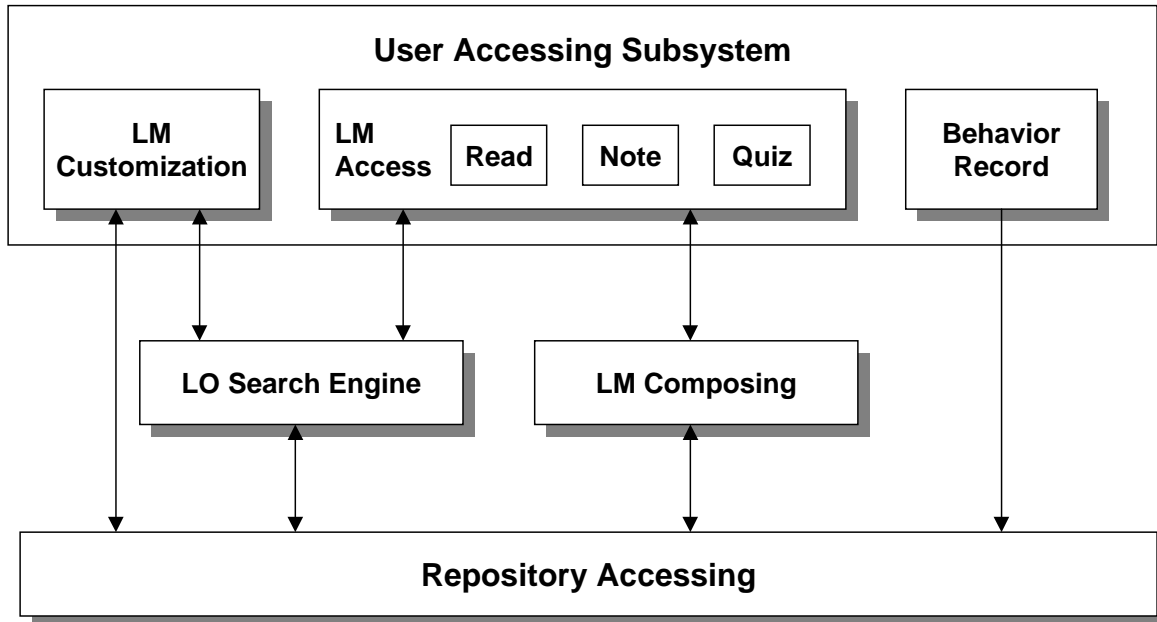 User Accessing Subsystem
LM
Customization
LM
Access
Read
Note
Quiz
Behavior
Record
LO Search Engine
LM Composing
Repository Accessing